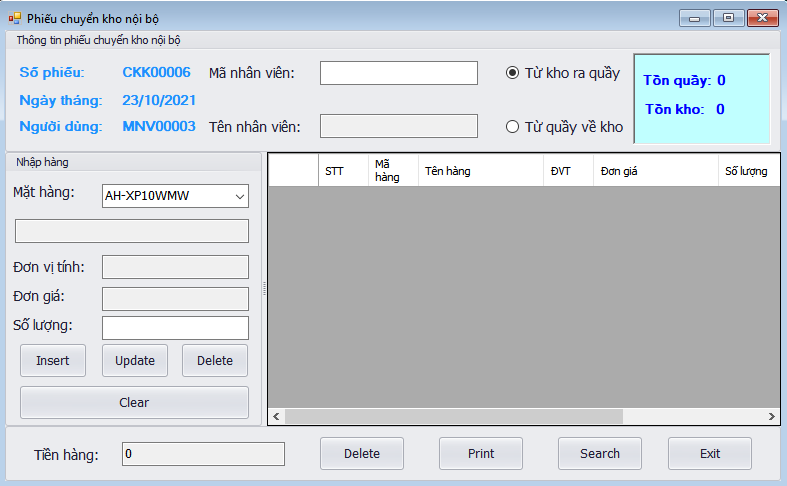 Phiếu chuyển kho nội bộ
Thông tin phiếu chuyển kho nội bộ
Số phiếu: CKK00006 Mã nhân viên: Từ kho ra quầy
Tồn quầy: 0
Ngày tháng: 23/10/2021
Tồn kho: 0
Người dùng: MNV00003 Tên nhân viên: Từ quầy về kho
Nhập hàng
Mặt hàng: AH-XP10WMW
Đơn vị tính:
Đơn giá:
Số lượng:
Insert Update Delete
Clear
STT Mã hàng Tên hàng ĐVT Đơn giá Số lượng
Tiền hàng: 0 Delete Print Search Exit